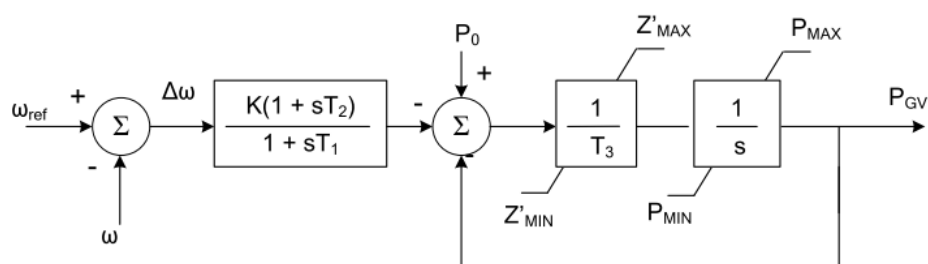 Z'MAX
PMAX
P0
+
Δω
ωref
+
Σ
-
ω
K(1 + sT2)
1 + sT1
-
Σ
-
1
T3
1
s
PGV
Z'MIN
PMIN